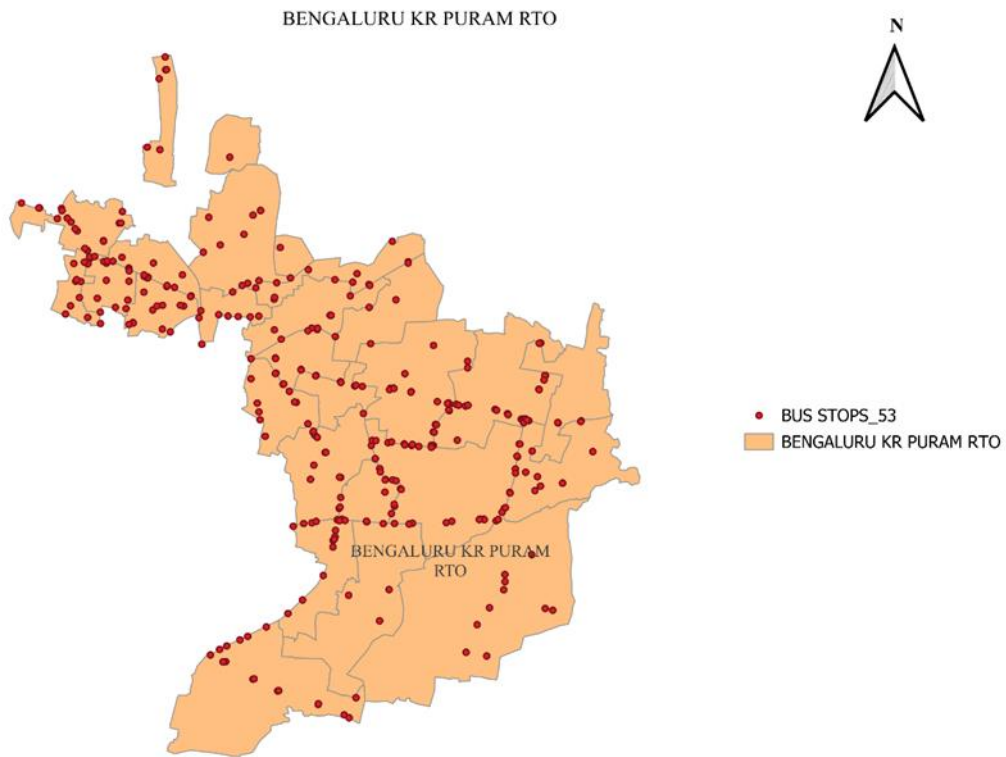 BENGALURU KR PURAM RTO
N
BUS STOPS_53
BENGALURU KR PURAM RTO
BENGALURU KR PURAM
RTO